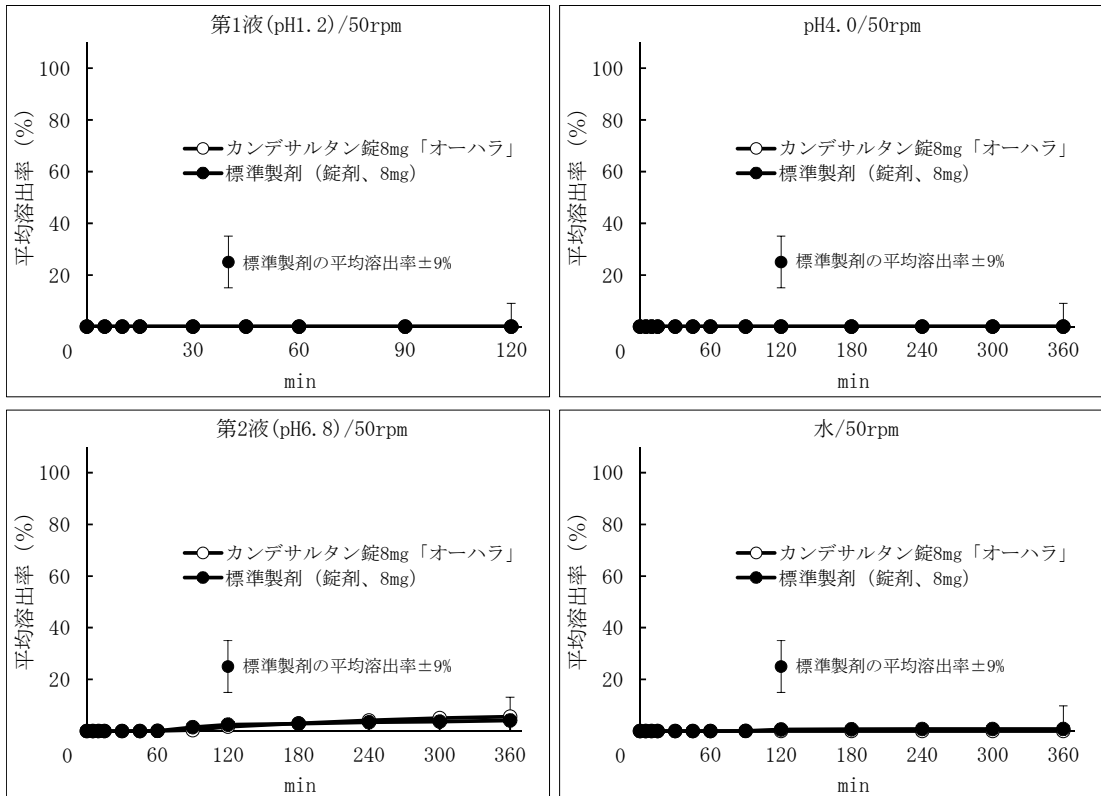 第1液(pH1.2)/50rpm
平均溶出率 (%)
100
80
60
40
20
0
カンデサルタン錠8mg「オーハラ」
標準製剤 (錠剤、8mg)
標準製剤の平均溶出率±9%
30 60 90 120
min
pH4.0/50rpm
平均溶出率 (%)
100
80
60
40
20
0
カンデサルタン錠8mg「オーハラ」
標準製剤 (錠剤、8mg)
標準製剤の平均溶出率±9%
60 120 180 240 300 360
min
第2液(pH6.8)/50rpm
平均溶出率 (%)
100
80
60
40
20
0
カンデサルタン錠8mg「オーハラ」
標準製剤 (錠剤、8mg)
標準製剤の平均溶出率±9%
60 120 180 240 300 360
min
水/50rpm
平均溶出率 (%)
100
80
60
40
20
0
カンデサルタン錠8mg「オーハラ」
標準製剤 (錠剤、8mg)
標準製剤の平均溶出率±9%
60 120 180 240 300 360
min